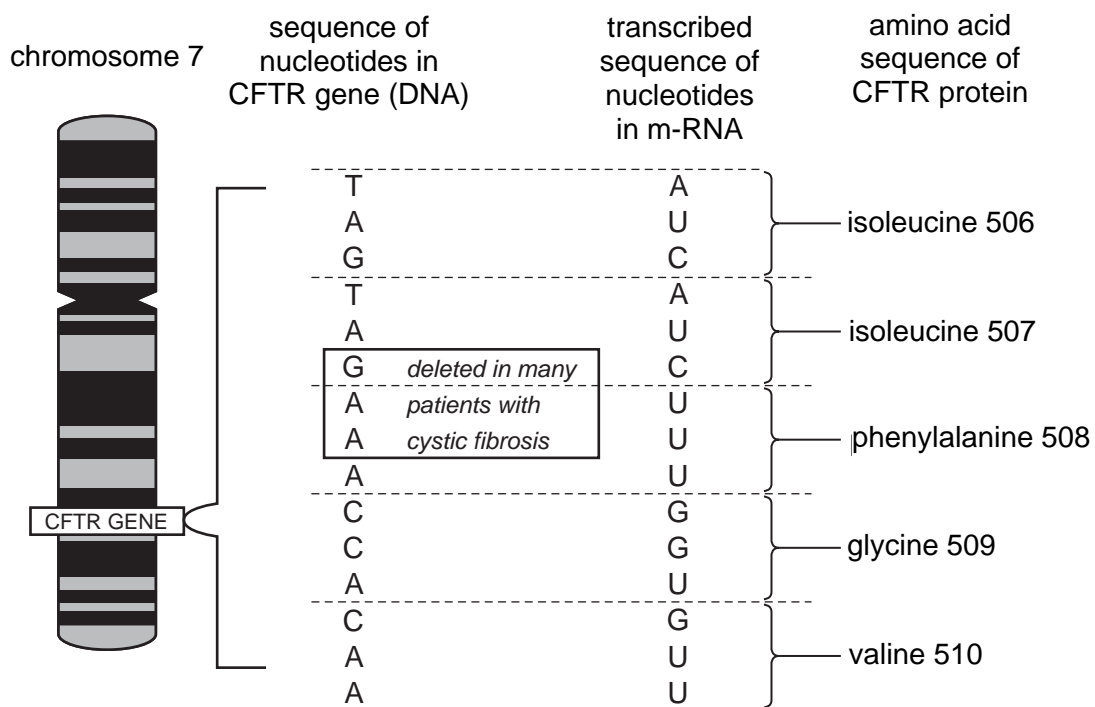 chromosome 7
sequence of
nucleotides in
CFTR gene (DNA)
transcribed
sequence of
nucleotides
in m-RNA
amino acid
sequence of
CFTR protein
T A
A U
G C
isoleucine 506
T A
A U
G deleted in many C
isoleucine 507
A patients with U
A cystic fibrosis U
A U
phenylalanine 508
C G
C G
A U
glycine 509
C G
A U
A U
valine 510
CFTR GENE